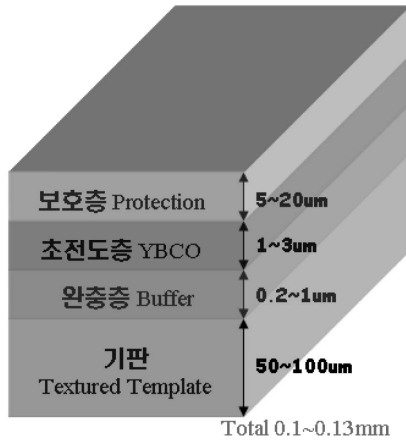 보호층 Protection
5~20um
초전도층 YBCO
1~3um
완충층 Buffer
0.2~1um
기판
Textured Template
50~100um
Total 0.1~0.13mm